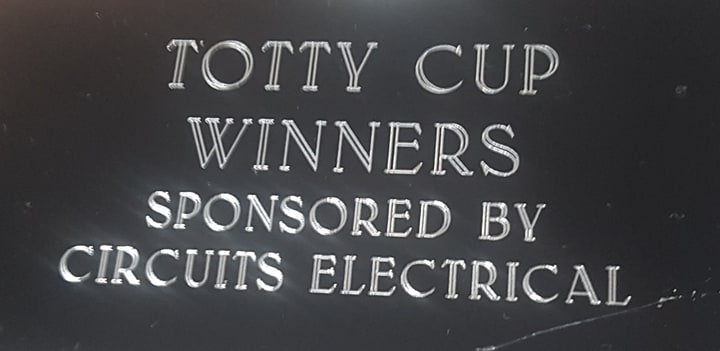 TOTTY CUP
WINNERS
SPONSORED BY
CIRCUITS ELECTRICAL